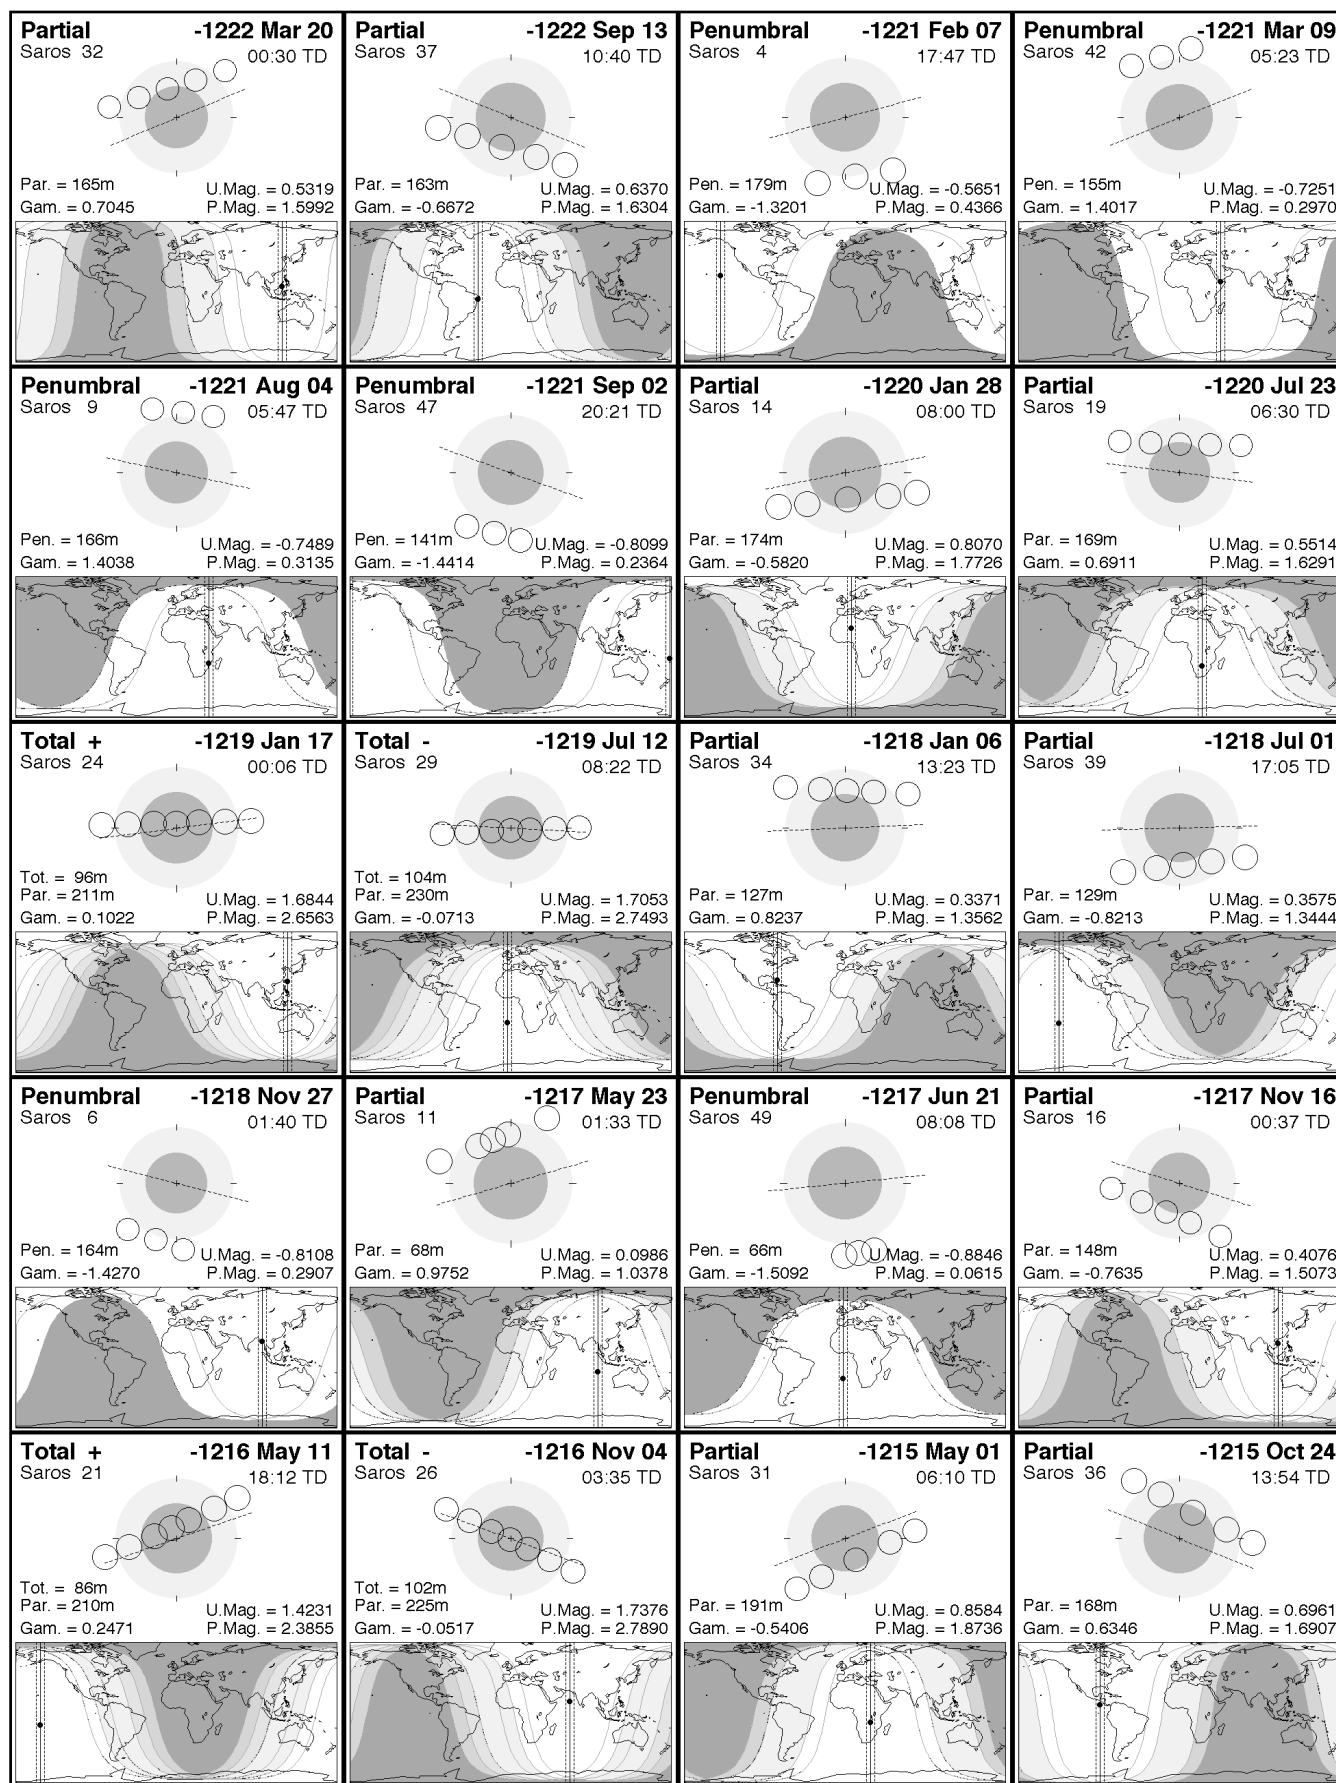 Partial -1222 Mar 20
Saros 32 00:30 TD
Par. = 165m U.Mag. = 0.5319
Gam. = 0.7045 P.Mag. = 1.5992
Partial -1222 Sep 13
Saros 37 10:40 TD
Par. = 163m U.Mag. = 0.6370
Gam. = -0.6672 P.Mag. = 1.6304
Penumbral -1221 Feb 07
Saros 4 17:47 TD
Pen. = 179m U.Mag. = -0.5651
Gam. = -1.3201 P.Mag. = 0.4366
Penumbral -1221 Mar 09
Saros 42 05:23 TD
Pen. = 155m U.Mag. = -0.7251
Gam. = 1.4017 P.Mag. = 0.2970
Penumbral -1221 Aug 04
Saros 9 05:47 TD
Pen. = 166m U.Mag. = -0.7489
Gam. = 1.4038 P.Mag. = 0.3135
Penumbral -1221 Sep 02
Saros 47 20:21 TD
Pen. = 141m U.Mag. = -0.8099
Gam. = -1.4414 P.Mag. = 0.2364
Partial -1220 Jan 28
Saros 14 08:00 TD
Par. = 174m U.Mag. = 0.8070
Gam. = -0.5820 P.Mag. = 1.7726
Partial -1220 Jul 23
Saros 19 06:30 TD
Par. = 169m U.Mag. = 0.5514
Gam. = 0.6911 P.Mag. = 1.6291
Total + -1219 Jan 17
Saros 24 00:06 TD
Tot. = 96m
Par. = 211m U.Mag. = 1.6844
Gam. = 0.1022 P.Mag. = 2.6563
Total - -1219 Jul 12
Saros 29 08:22 TD
Tot. = 104m
Par. = 230m U.Mag. = 1.7053
Gam. = -0.0713 P.Mag. = 2.7493
Partial -1218 Jan 06
Saros 34 13:23 TD
Par. = 127m U.Mag. = 0.3371
Gam. = 0.8237 P.Mag. = 1.3562
Partial -1218 Jul 01
Saros 39 17:05 TD
Par. = 129m U.Mag. = 0.3575
Gam. = -0.8213 P.Mag. = 1.3444
Penumbral -1218 Nov 27
Saros 6 01:40 TD
Pen. = 164m U.Mag. = -0.8108
Gam. = -1.4270 P.Mag. = 0.2907
Partial -1217 May 23
Saros 11 01:33 TD
Par. = 68m U.Mag. = 0.0986
Gam. = 0.9752 P.Mag. = 1.0378
Penumbral -1217 Jun 21
Saros 49 08:08 TD
Pen. = 66m U.Mag. = -0.8846
Gam. = -1.5092 P.Mag. = 0.0615
Partial -1217 Nov 16
Saros 16 00:37 TD
Par. = 148m U.Mag. = 0.4076
Gam. = -0.7635 P.Mag. = 1.5073
Total + -1216 May 11
Saros 21 18:12 TD
Tot. = 86m
Par. = 210m U.Mag. = 1.4231
Gam. = 0.2471 P.Mag. = 2.3855
Total - -1216 Nov 04
Saros 26 03:35 TD
Tot. = 102m
Par. = 225m U.Mag. = 1.7376
Gam. = -0.0517 P.Mag. = 2.7890
Partial -1215 May 01
Saros 31 06:10 TD
Par. = 191m U.Mag. = 0.8584
Gam. = -0.5406 P.Mag. = 1.8736
Partial -1215 Oct 24
Saros 36 13:54 TD
Par. = 168m U.Mag. = 0.6961
Gam. = 0.6346 P.Mag. = 1.6907